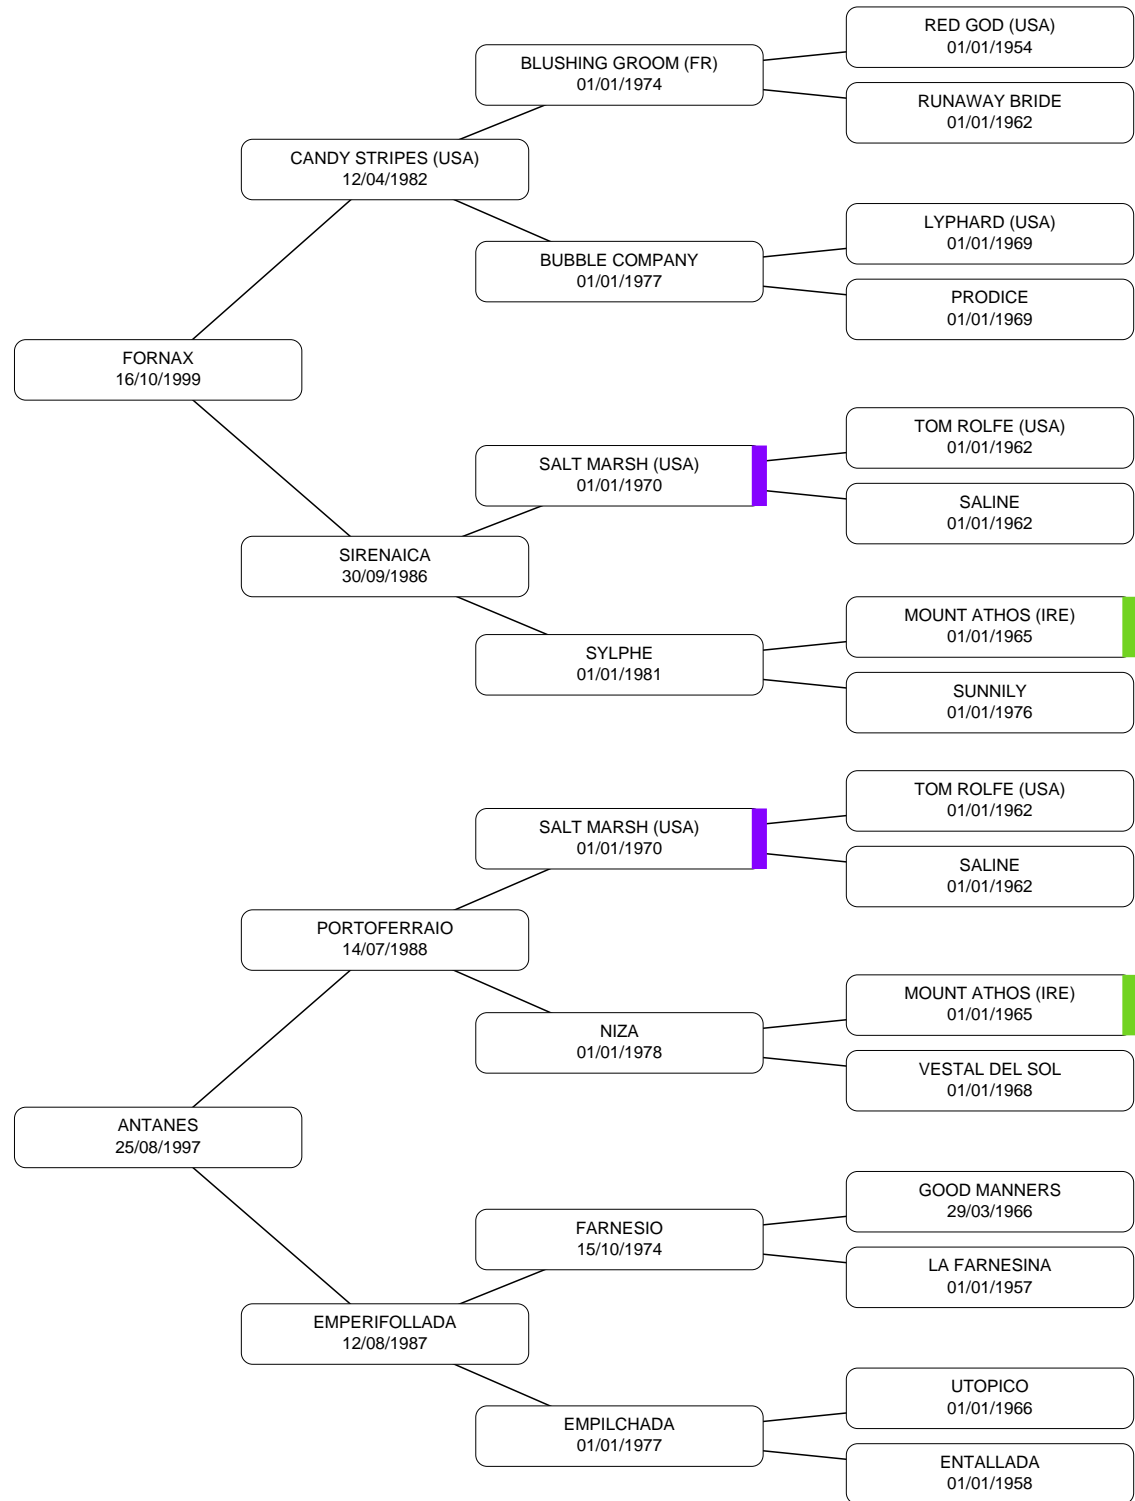 RED GOD (USA)
01/01/1954
BLUSHING GROOM (FR)
01/01/1974
RUNAWAY BRIDE
01/01/1962
CANDY STRIPES (USA)
12/04/1982
LYPHARD (USA)
01/01/1969
BUBBLE COMPANY
01/01/1977
PRODICE
01/01/1969
FORNAX
16/10/1999
TOM ROLFE (USA)
01/01/1962
SALT MARSH (USA)
01/01/1970
SALINE
01/01/1962
SIRENAICA
30/09/1986
MOUNT ATHOS (IRE)
01/01/1965
SYLPHE
01/01/1981
SUNNILY
01/01/1976
TOM ROLFE (USA)
01/01/1962
SALT MARSH (USA)
01/01/1970
SALINE
01/01/1962
PORTOFERRAIO
14/07/1988
MOUNT ATHOS (IRE)
01/01/1965
NIZA
01/01/1978
VESTAL DEL SOL
01/01/1968
ANTANES
25/08/1997
GOOD MANNERS
29/03/1966
FARNESIO
15/10/1974
LA FARNESINA
01/01/1957
EMPERIFOLLADA
12/08/1987
UTOPICO
01/01/1966
EMPILCHADA
01/01/1977
ENTALLADA
01/01/1958